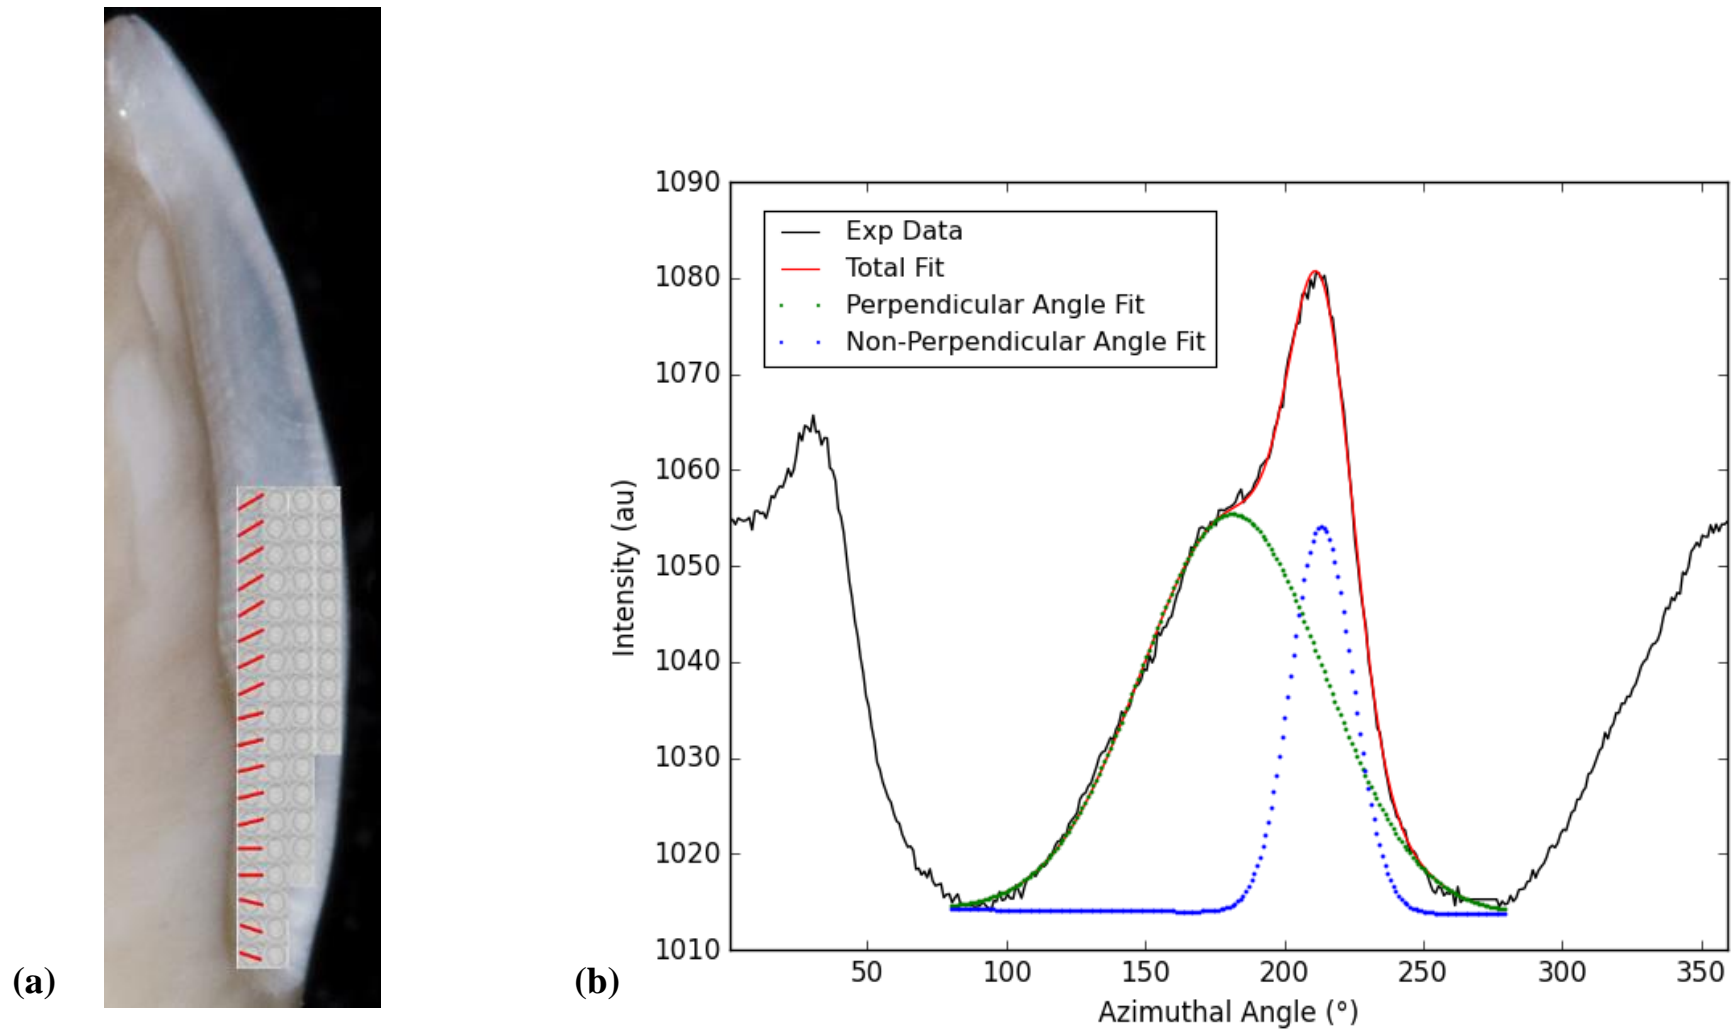 1090
1080
1070
1060
1050
1040
1030
1020
1010
Intensity (au)
Exp Data
Total Fit
Perpendicular Angle Fit
Non-Perpendicular Angle Fit
50 100 150 200 250 300 350
Azimuthal Angle (°)
(a)
(b)